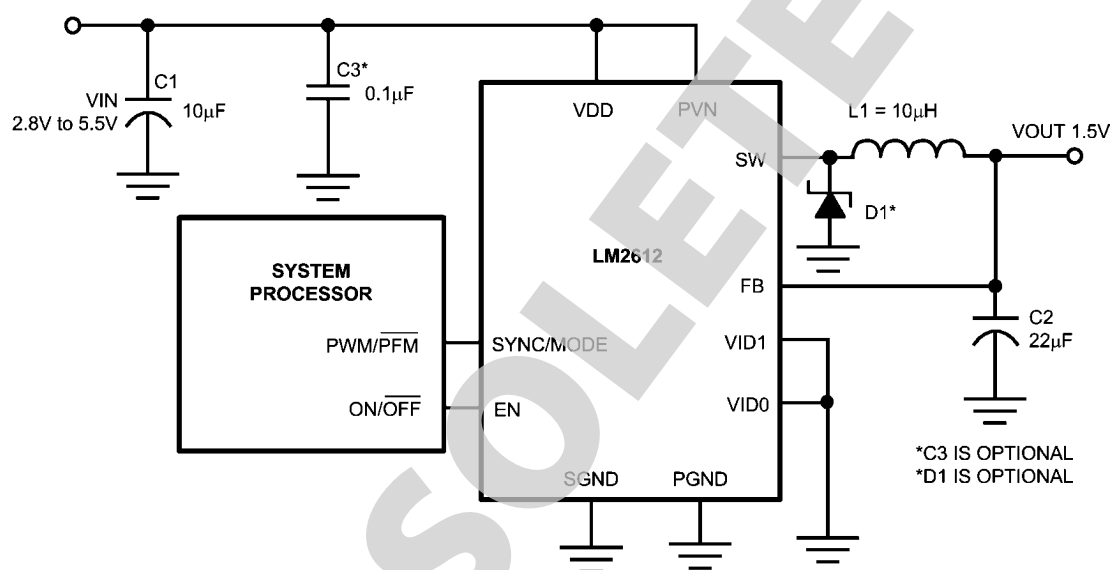 C1
VIN
10µF
2.8V to 5.5V
C3*
0.1µF
VDD
PVN
L1 = 10µH
VOUT 1.5V
SW
D1*
SYSTEM
PROCESSOR
LM2612
FB
C2
22µF
PWM/PFM
SYNC/MODE
VID1
ON/OFF
EN
VID0
*C3 IS OPTIONAL
*D1 IS OPTIONAL
SGND
PGND
SOLETE